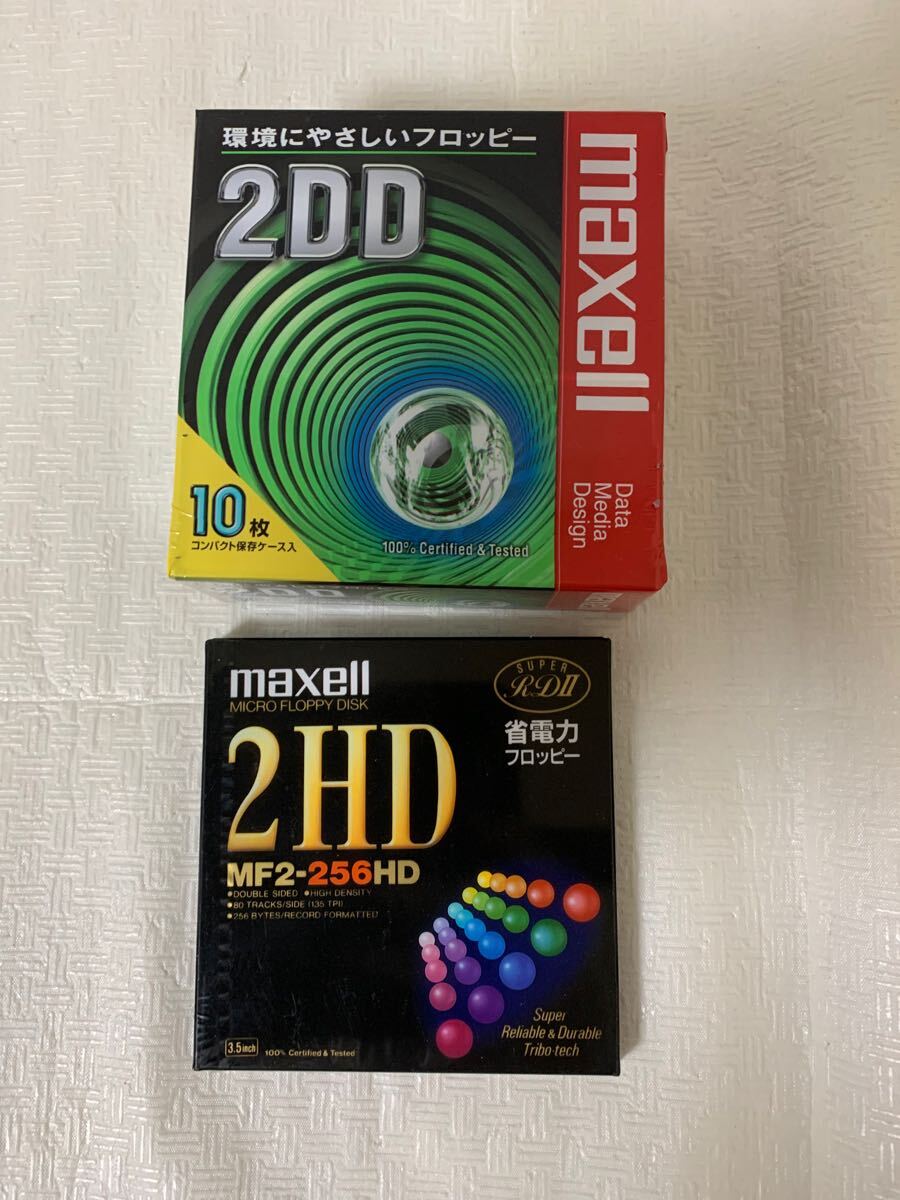 環境にやさしいフロッピー
2DD
maxell
Data
Media
Design
10枚
コンパクト保存ケース入
100% Certified & Tested
2DD
maxell
maxell
MICRO FLOPPY DISK
SUPER
RDII
省電力
フロッピー
2HD
MF2-256HD
●DOUBLE SIDED ●HIGH DENSITY
●80 TRACKS/SIDE (135 TPI)
●256 BYTES/RECORD FORMATTED
Super
Reliable & Durable
Tribo-tech
3.5inch
100% Certified & Tested